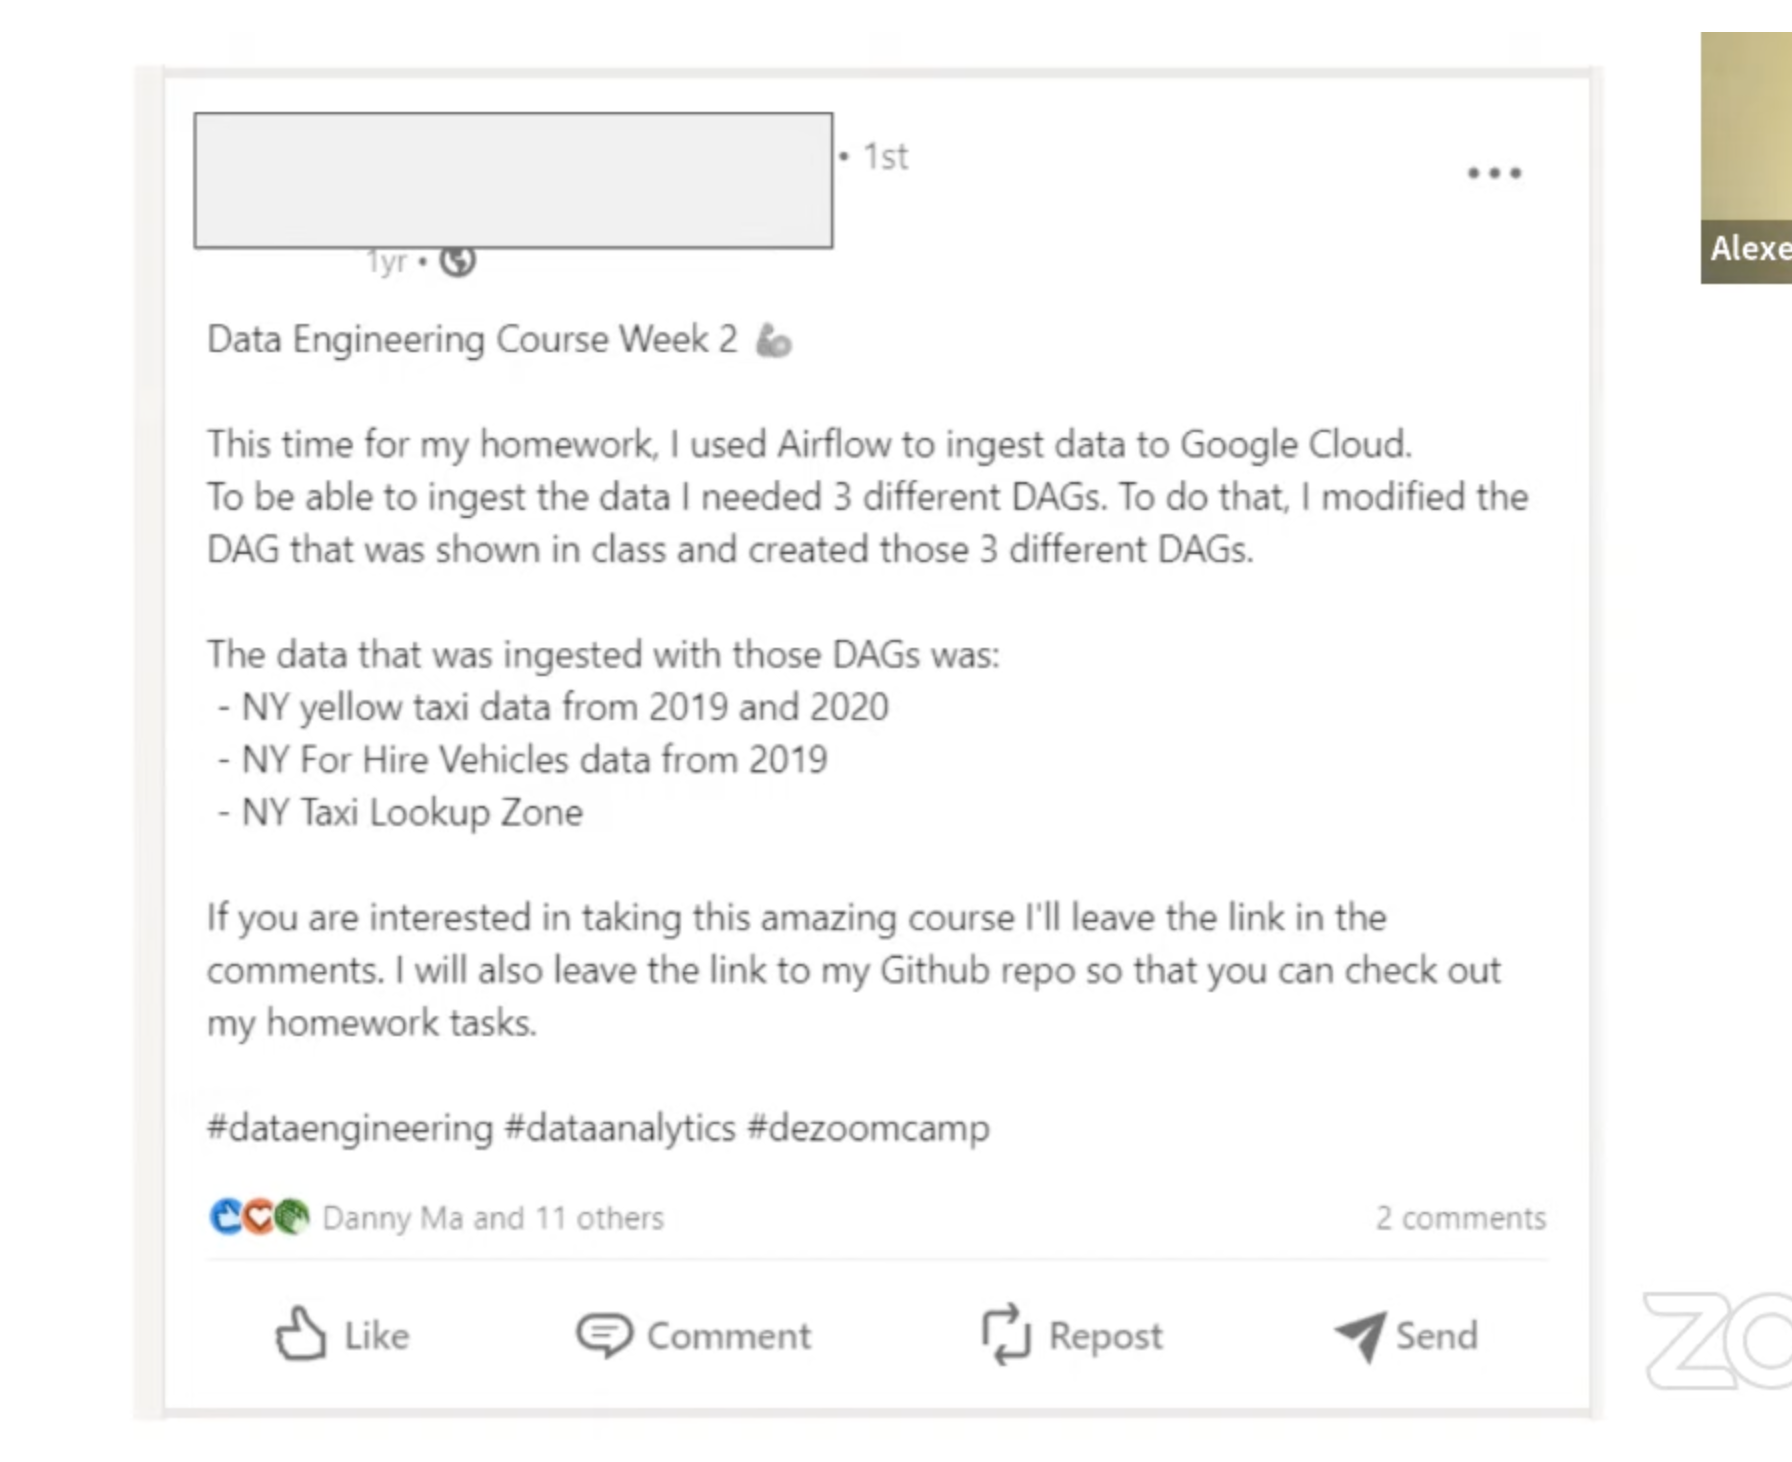 • 1st
1yr •
Data Engineering Course Week 2
This time for my homework, I used Airflow to ingest data to Google Cloud.
To be able to ingest the data I needed 3 different DAGs. To do that, I modified the
DAG that was shown in class and created those 3 different DAGs.
The data that was ingested with those DAGs was:
- NY yellow taxi data from 2019 and 2020
- NY For Hire Vehicles data from 2019
- NY Taxi Lookup Zone
If you are interested in taking this amazing course I'll leave the link in the
comments. I will also leave the link to my Github repo so that you can check out
my homework tasks.
#dataengineering #dataanalytics #dezoomcamp
Danny Ma and 11 others 2 comments
Like Comment Repost Send
Alexe
ZO